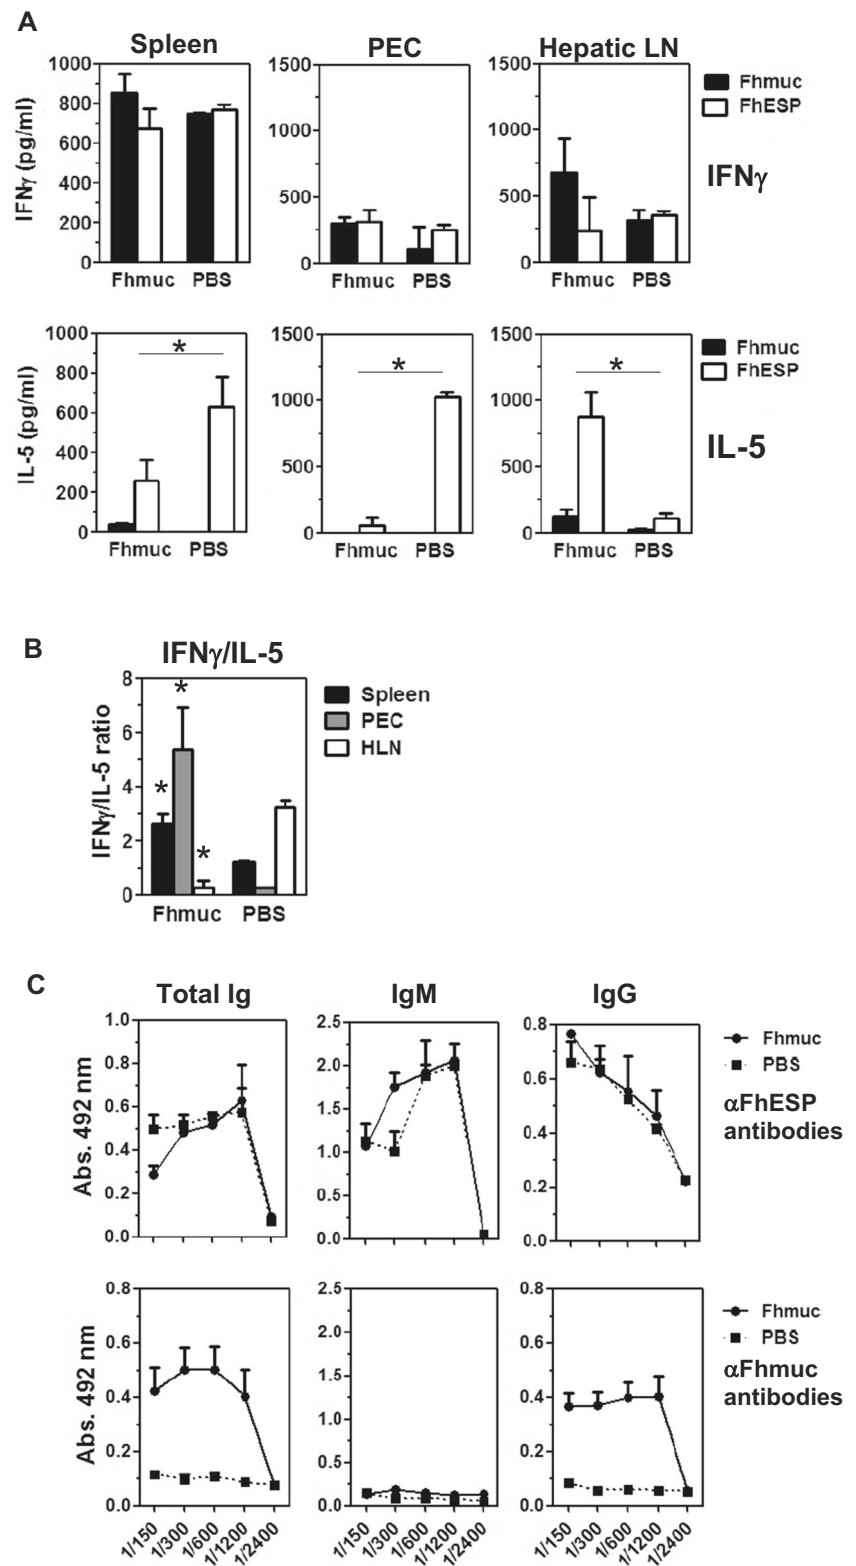 A
Spleen PEC Hepatic LN
IFNγ (pg/ml)
1000
800
600
400
200
0
Fhmuc PBS
1500
1000
500
0
Fhmuc PBS
1500
1000
500
0
Fhmuc PBS
Fhmuc
FhESP
IFNγ
IL-5 (pg/ml)
1000
800
600
400
200
0
*
Fhmuc PBS
1500
1000
500
0
*
Fhmuc PBS
1500
1000
500
0
*
Fhmuc PBS
Fhmuc
FhESP
IL-5
B
IFNγ/IL-5
IFNγ/IL-5 ratio
8
6
4
2
0
* * *
Fhmuc PBS
Spleen
PEC
HLN
C
Total Ig IgM IgG
Abs. 492 nm
1.0
0.8
0.6
0.4
0.2
0.0
2.5
2.0
1.5
1.0
0.5
0.0
0.8
0.6
0.4
0.2
0.0
Fhmuc
PBS
αFhESP
antibodies
Abs. 492 nm
0.8
0.6
0.4
0.2
0.0
1/150 1/300 1/600 1/1200 1/2400
2.5
2.0
1.5
1.0
0.5
0.0
1/150 1/300 1/600 1/1200 1/2400
0.8
0.6
0.4
0.2
0.0
1/150 1/300 1/600 1/1200 1/2400
Fhmuc
PBS
αFhmuc
antibodies